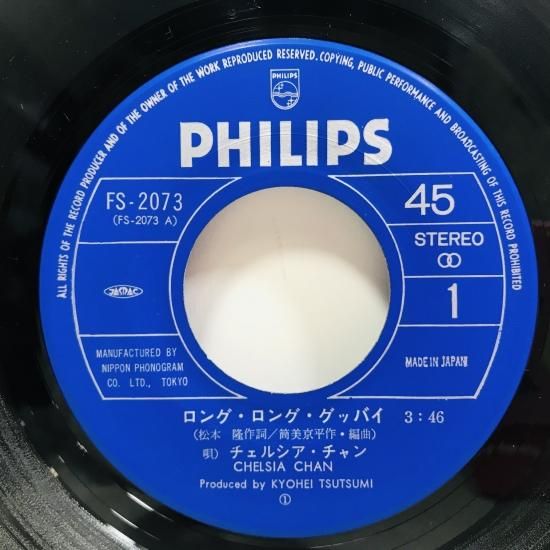 ALL RIGHTS OF THE RECORD PRODUCER AND OF THE OWNER OF THE WORK REPRODUCED RESERVED. COPYING, PUBLIC PERFORMANCE AND BROADCASTING OF THIS RECORD PROHIBITED
PHILIPS
PHILIPS
FS-2073
(FS-2073 A)
45
STEREO
1
JASRAC
MANUFACTURED BY
NIPPON PHONOGRAM
CO. LTD., TOKYO
MADE IN JAPAN
ロング・ロング・グッバイ 3:46
(松本 隆作詞/筒美京平作・編曲)
唄) チェルシア・チャン
CHELSIA CHAN
Produced by KYOHEI TSUTSUMI
①